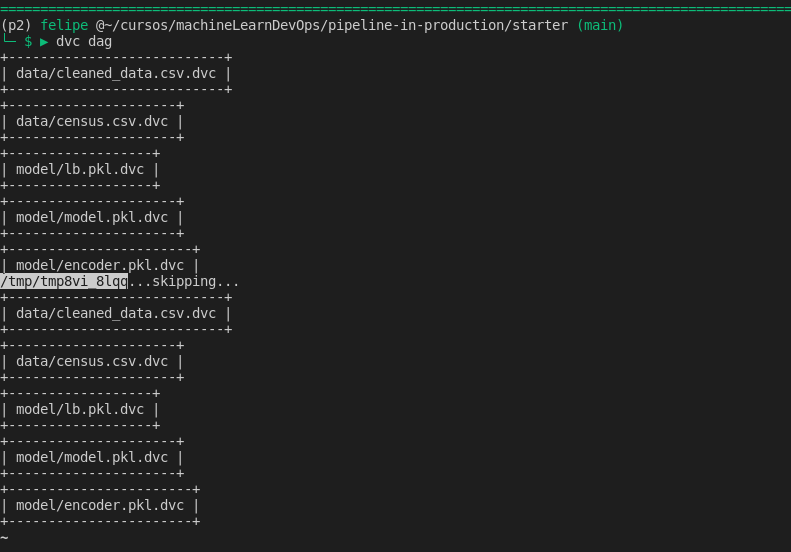 ================================================================================
(p2) felipe @~/cursos/machineLearnDevOps/pipeline-in-production/starter (main)
└─ $ ▶ dvc dag
+---------------------------+
| data/cleaned_data.csv.dvc |
+---------------------------+
+---------------------+
| data/census.csv.dvc |
+---------------------+
+------------------+
| model/lb.pkl.dvc |
+------------------+
+---------------------+
| model/model.pkl.dvc |
+---------------------+
+-----------------------+
| model/encoder.pkl.dvc |
/tmp/tmp8vi_8lqq...skipping...
+---------------------------+
| data/cleaned_data.csv.dvc |
+---------------------------+
+---------------------+
| data/census.csv.dvc |
+---------------------+
+------------------+
| model/lb.pkl.dvc |
+------------------+
+---------------------+
| model/model.pkl.dvc |
+---------------------+
+-----------------------+
| model/encoder.pkl.dvc |
+-----------------------+
~